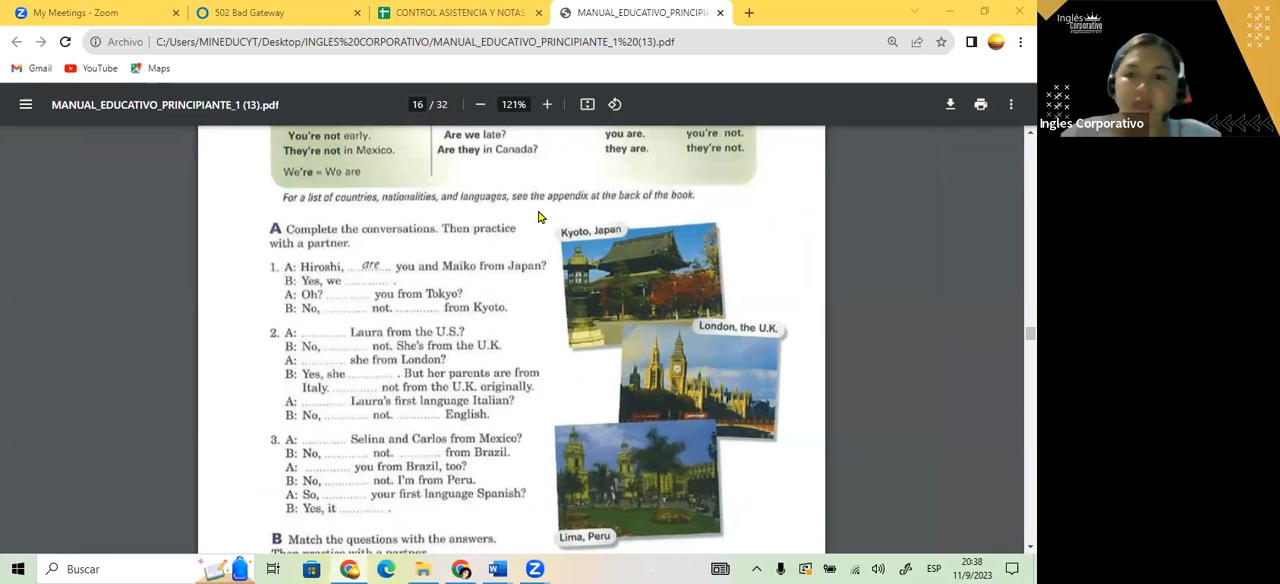 My Meetings - Zoom
502 Bad Gateway
CONTROL ASISTENCIA Y NOTAS
MANUAL_EDUCATIVO_PRINCIPIA
Archivo
C:/Users/MINEDUCYT/Desktop/INGLES%20CORPORATIVO/MANUAL_EDUCATIVO_PRINCIPIANTE_1%20(13).pdf
Gmail
YouTube
Maps
MANUAL_EDUCATIVO_PRINCIPIANTE_1 (13).pdf
16 / 32
121%
Inglés
Corporativo
Ingles Corporativo
You're not early. Are we late? you are. you're not.
They're not in Mexico. Are they in Canada? they are. they're not.
We're = We are
For a list of countries, nationalities, and languages, see the appendix at the back of the book.
A Complete the conversations. Then practice
with a partner.
1. A: Hiroshi, ...are... you and Maiko from Japan?
B: Yes, we ............ .
A: Oh? ............ you from Tokyo?
B: No, ............ not. ............ from Kyoto.
2. A: ............ Laura from the U.S.?
B: No, ............ not. She's from the U.K.
A: ............ she from London?
B: Yes, she ............ . But her parents are from
Italy. ............ not from the U.K. originally.
A: ............ Laura's first language Italian?
B: No, ............ not. ............ English.
3. A: ............ Selina and Carlos from Mexico?
B: No, ............ not. ............ from Brazil.
A: ............ you from Brazil, too?
B: No, ............ not. I'm from Peru.
A: So, ............ your first language Spanish?
B: Yes, it ............ .
Kyoto, Japan
London, the U.K.
Lima, Peru
B Match the questions with the answers.
Then practice with a partner.
Buscar
ESP
20:38
11/9/2023